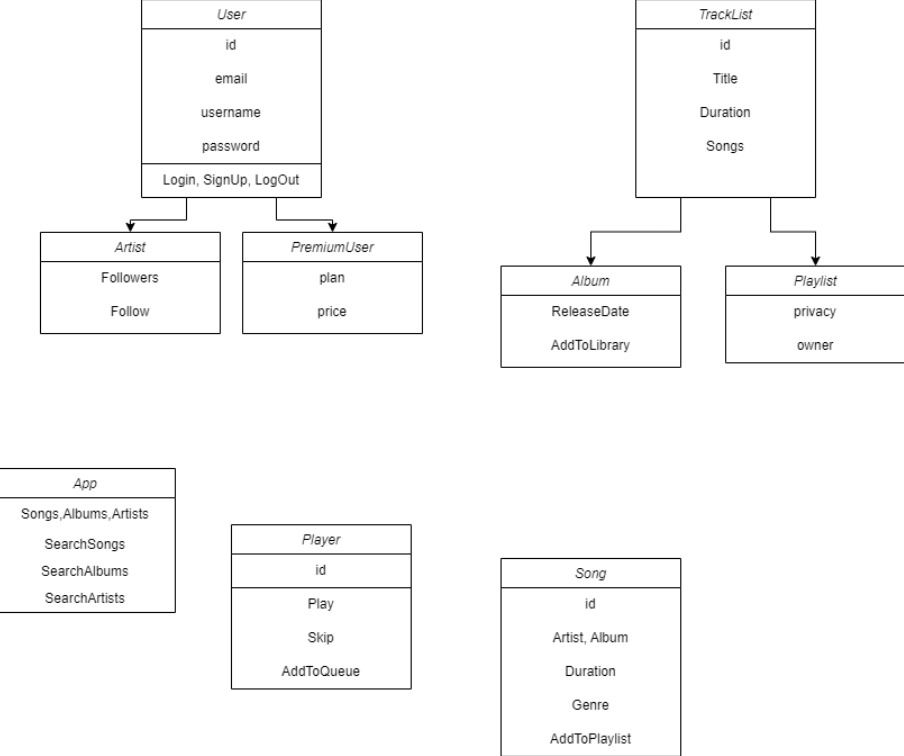 User
id
email
username
password
Login, SignUp, LogOut
TrackList
id
Title
Duration
Songs
Artist
Followers
Follow
PremiumUser
plan
price
Album
ReleaseDate
AddToLibrary
Playlist
privacy
owner
App
Songs,Albums,Artists
SearchSongs
SearchAlbums
SearchArtists
Player
id
Play
Skip
AddToQueue
Song
id
Artist, Album
Duration
Genre
AddToPlaylist